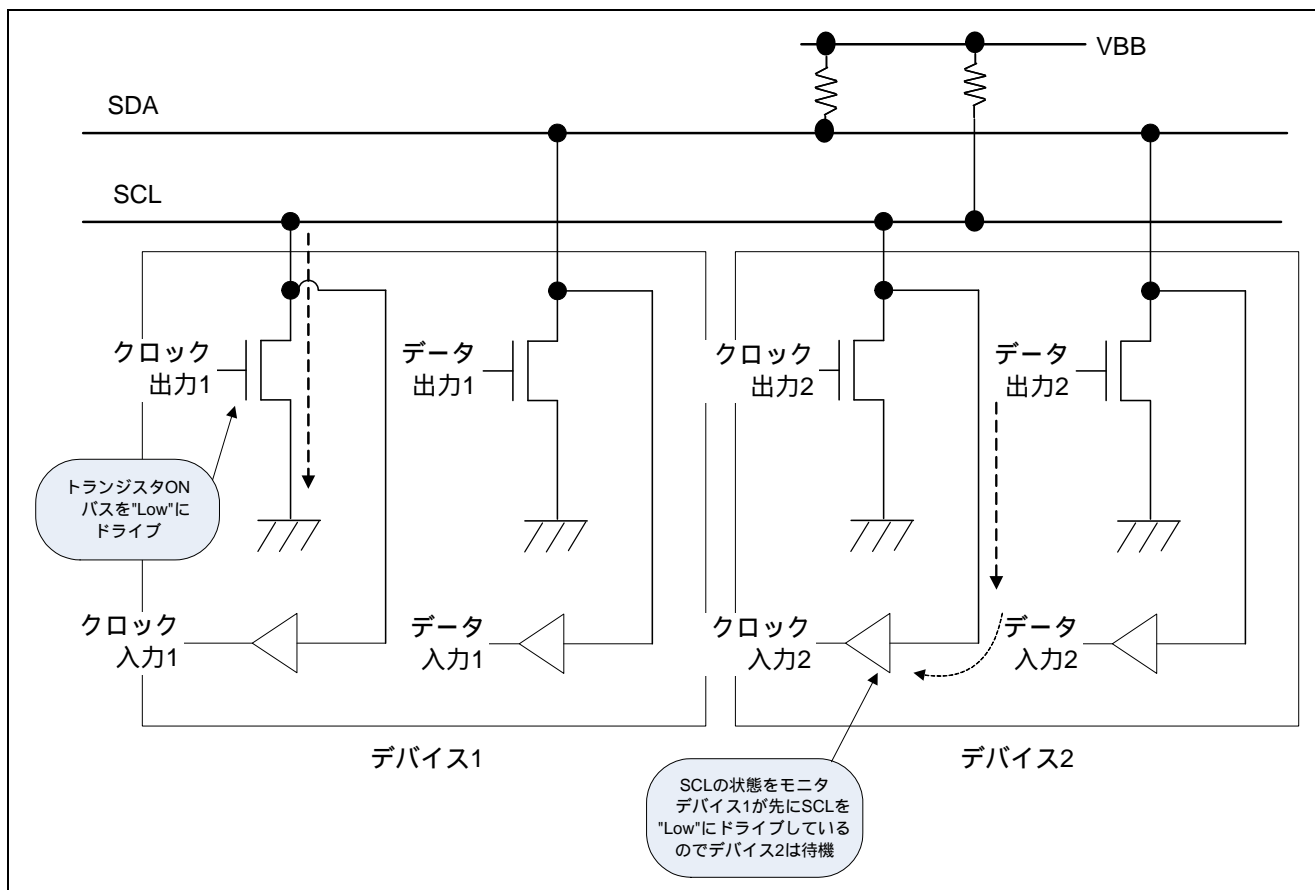 VBB
SDA
SCL
クロック
出力1
データ
出力1
クロック
出力2
データ
出力2
トランジスタON
バスを"Low"に
ドライブ
クロック
入力1
データ
入力1
クロック
入力2
データ
入力2
デバイス1
デバイス2
SCLの状態をモニタ
デバイス1が先にSCLを
"Low"にドライブしている
のでデバイス2は待機